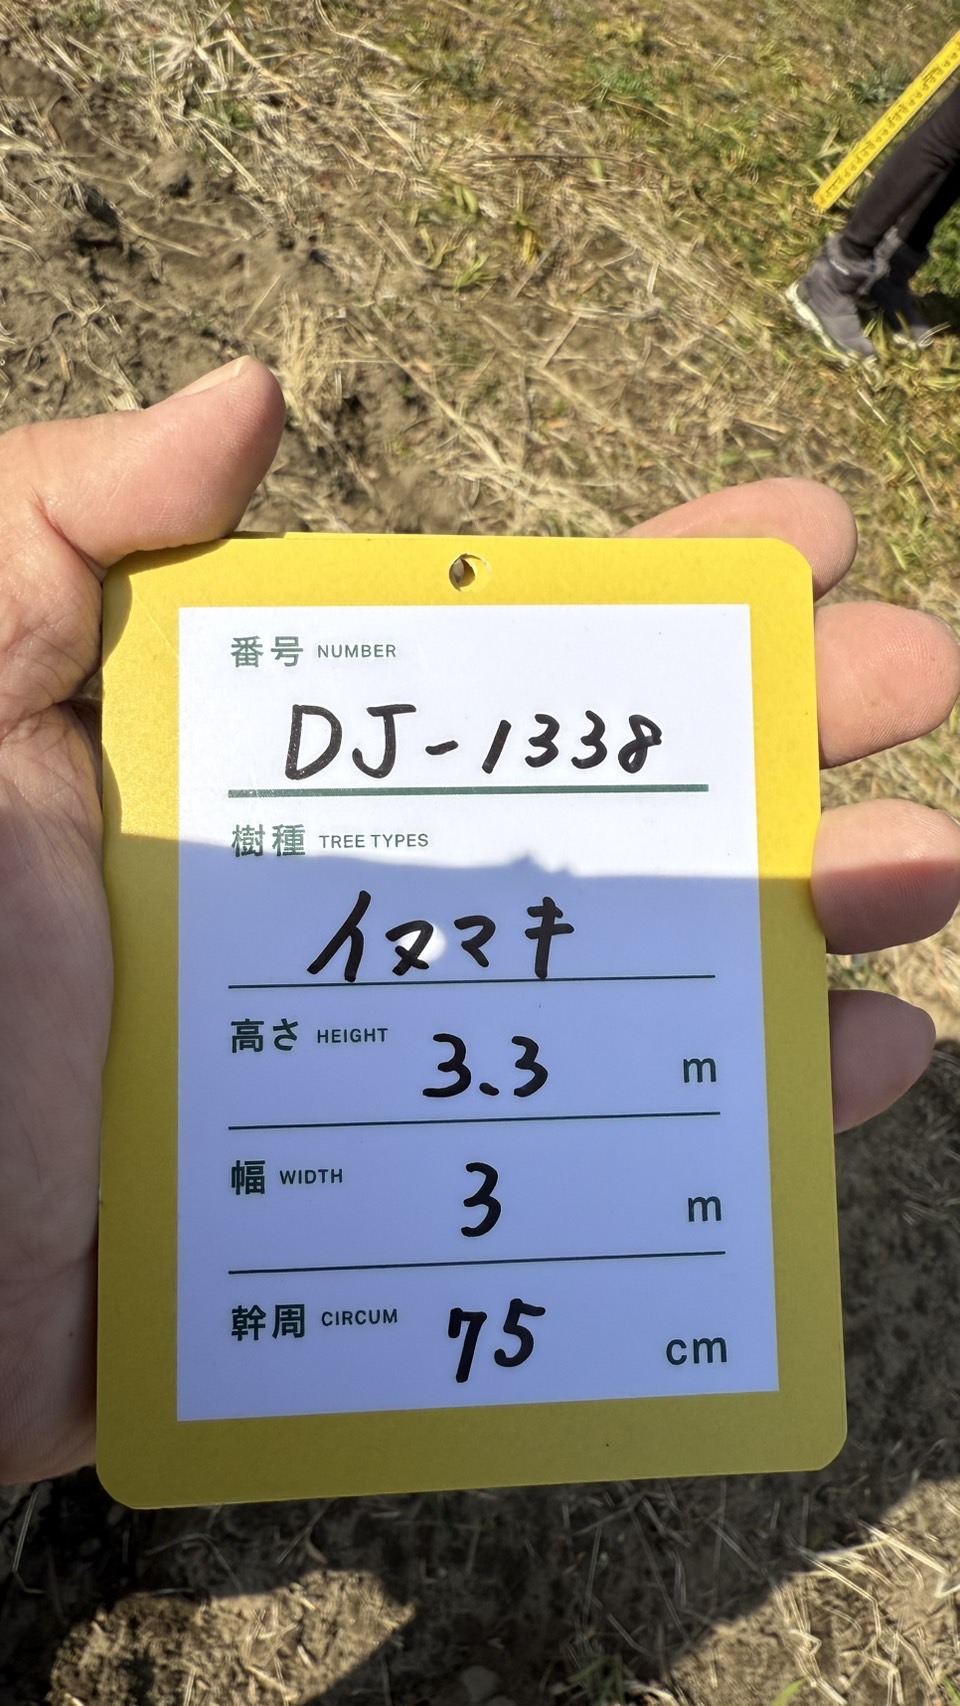 番号 NUMBER
DJ-1338
樹種 TREE TYPES
イヌマキ
高さ HEIGHT 3.3 m
幅 WIDTH 3 m
幹周 CIRCUM 75 cm